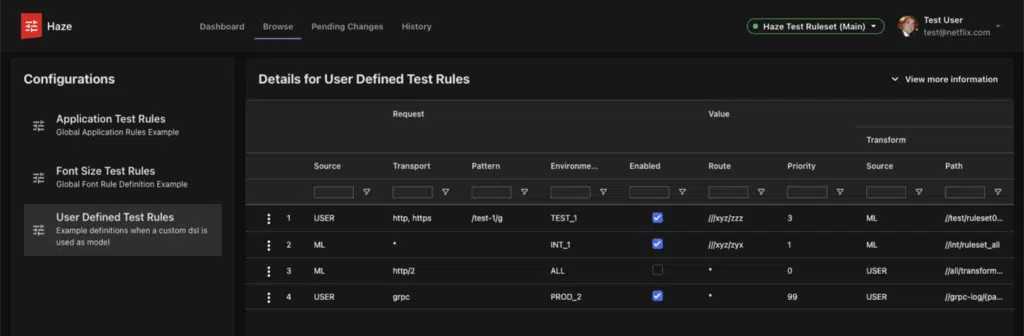 Haze
Dashboard Browse Pending Changes History
Haze Test Ruleset (Main)
Test User
test@netflix.com
Configurations
Application Test Rules
Global Application Rules Example
Font Size Test Rules
Global Font Rule Definition Example
User Defined Test Rules
Example definitions when a custom dsl is
used as model
Details for User Defined Test Rules
View more information
Request Value
Transform
Source Transport Pattern Environme... Enabled Route Priority Source Path
1 USER http, https /test-1/g TEST_1 ///xyz/zzz 3 ML //test/ruleset0...
2 ML * INT_1 ///xyz/zyx 1 ML //int/ruleset_all
3 ML http/2 ALL * 0 USER //all/transform...
4 USER grpc PROD_2 * 99 USER //grpc-log/{pa...